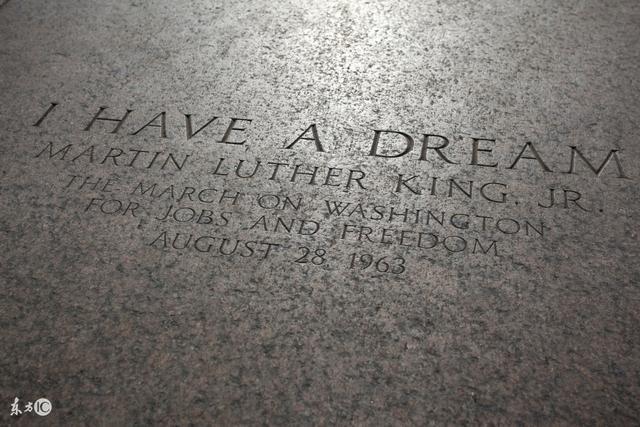 I HAVE A DREAM
MARTIN LUTHER KING, JR.
THE MARCH ON WASHINGTON
FOR JOBS AND FREEDOM
AUGUST 28, 1963
东方IC